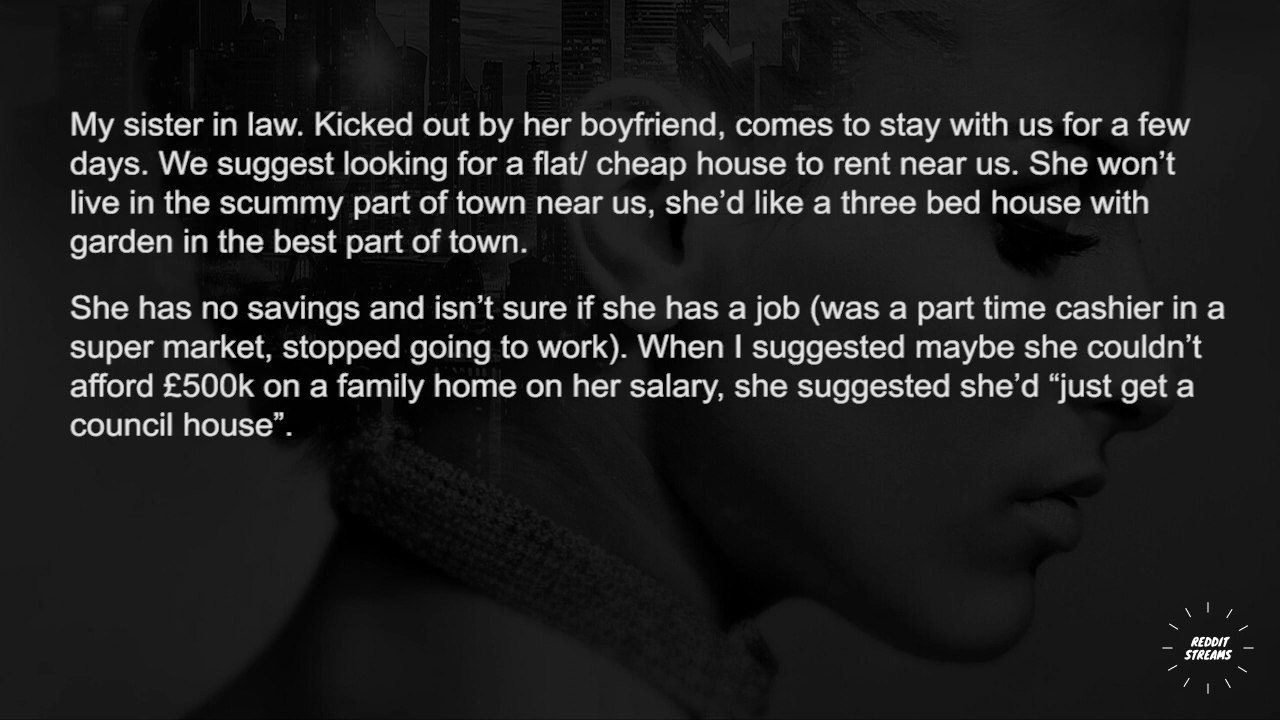 My sister in law. Kicked out by her boyfriend, comes to stay with us for a few
days. We suggest looking for a flat/ cheap house to rent near us. She won’t
live in the scummy part of town near us, she’d like a three bed house with
garden in the best part of town.
She has no savings and isn’t sure if she has a job (was a part time cashier in a
super market, stopped going to work). When I suggested maybe she couldn’t
afford £500k on a family home on her salary, she suggested she’d “just get a
council house”.
REDDIT
STREAMS